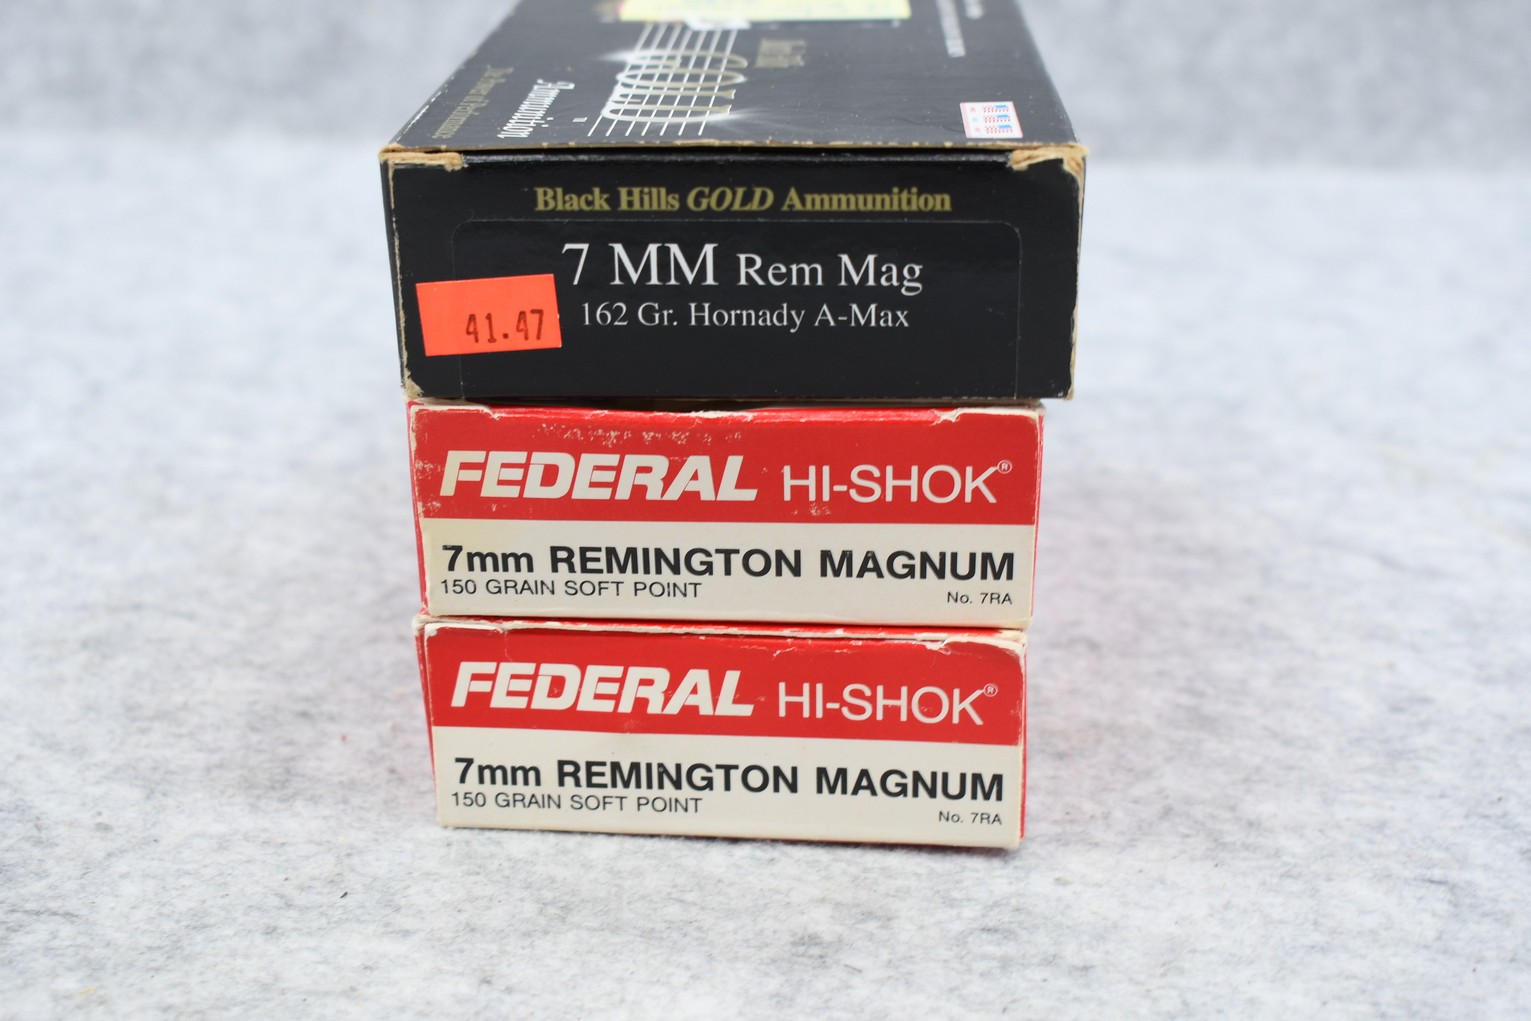 Ammunition
Black Hills GOLD Ammunition
7 MM Rem Mag
162 Gr. Hornady A-Max
41.47
FEDERAL HI-SHOK®
7mm REMINGTON MAGNUM
150 GRAIN SOFT POINT
No. 7RA
FEDERAL HI-SHOK®
7mm REMINGTON MAGNUM
150 GRAIN SOFT POINT
No. 7RA